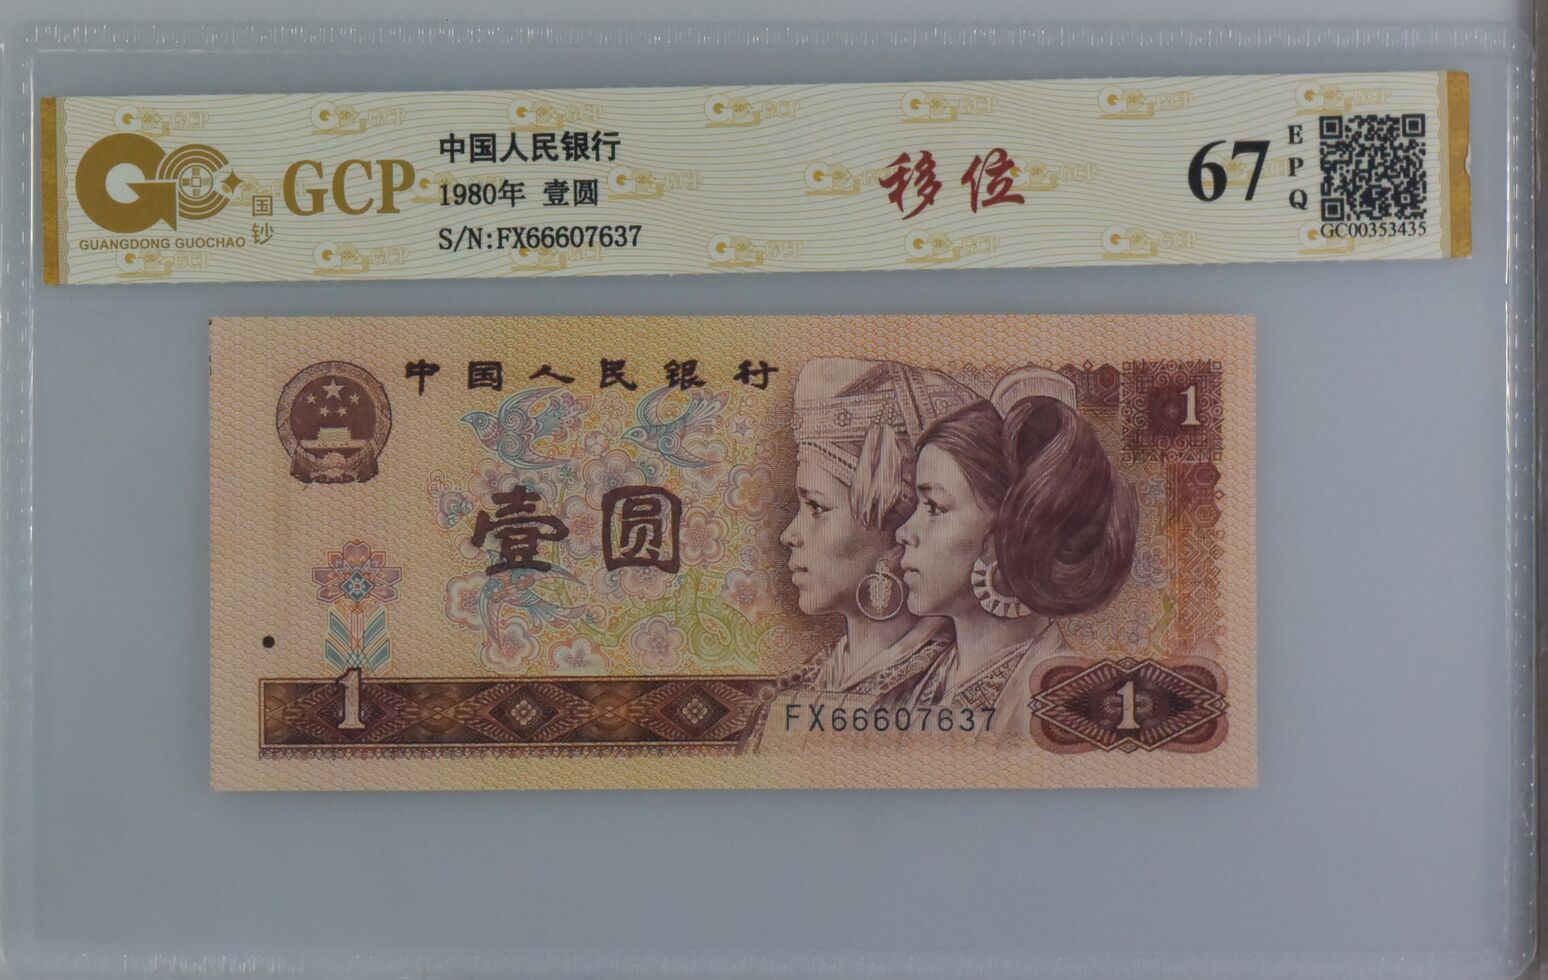 GCP
GUANGDONG GUOCHAO
国钞
中国人民银行
1980年 壹圆
S/N:FX66607637
移位
67
EPQ
GC00353435
中国人民银行
1
壹圆
1
FX66607637
1